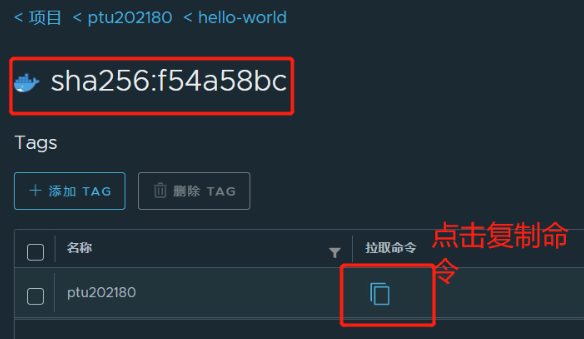 < 项目 < ptu202180 < hello-world
sha256:f54a58bc
Tags
+ 添加 TAG 删除 TAG
名称 拉取命令
点击复制命
令
ptu202180